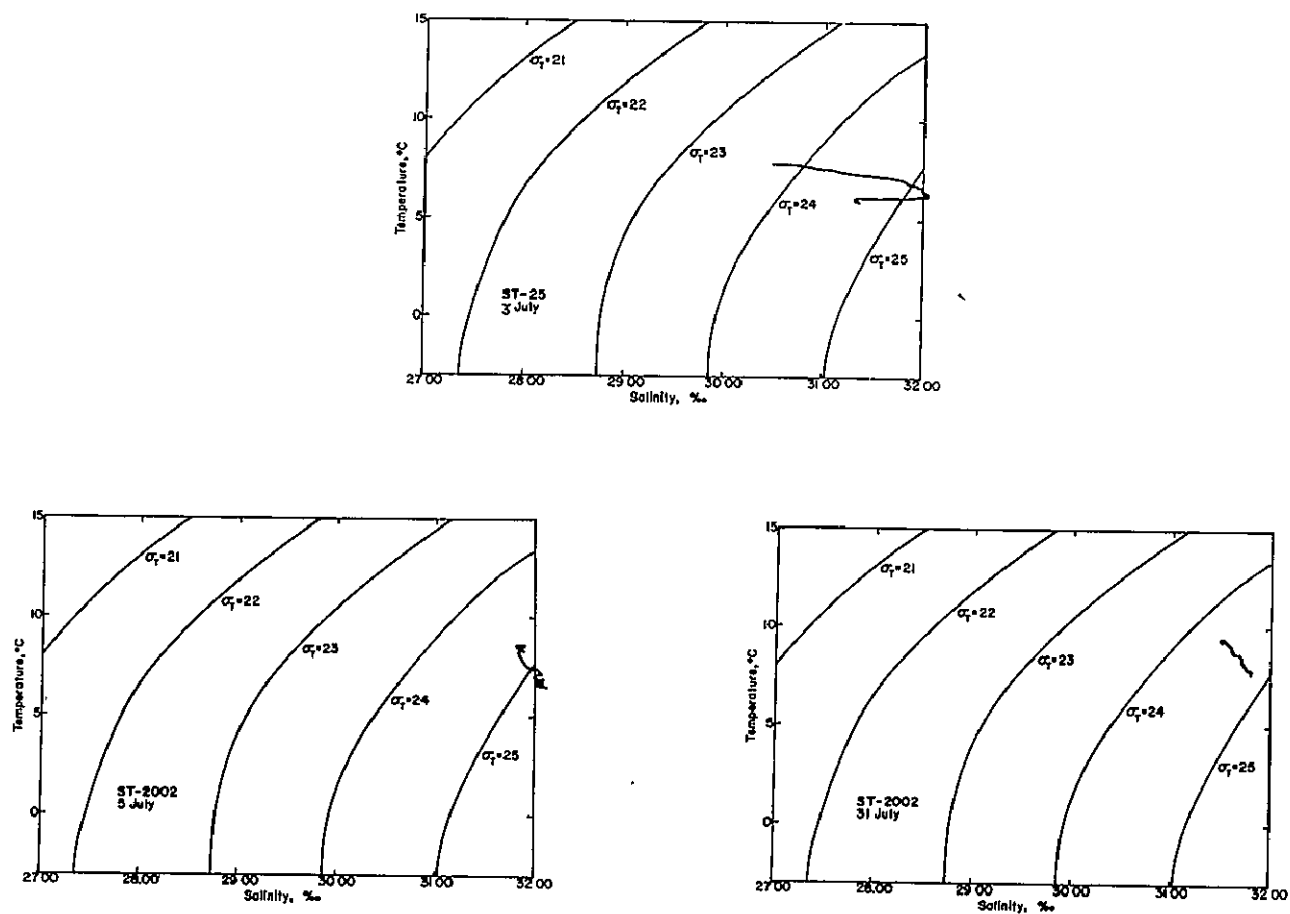 15
σT=21
σT=22
10
σT=23
Temperature, °C
5
σT=24
σT=25
ST-25
3 July
0
27 00 28 00 29 00 30 00 31 00 32 00
Salinity, ‰
15
σT=21
σT=22
10
σT=23
Temperature, °C
σT=24
5
σT=25
ST-2002
5 July
0
27 00 28 00 29 00 30 00 31 00 32 00
Salinity, ‰
15
σT=21
σT=22
10
σT=23
Temperature, °C
σT=24
5
σT=25
ST-2002
31 July
0
27 00 28 00 29 00 30 00 31 00 32 00
Salinity, ‰